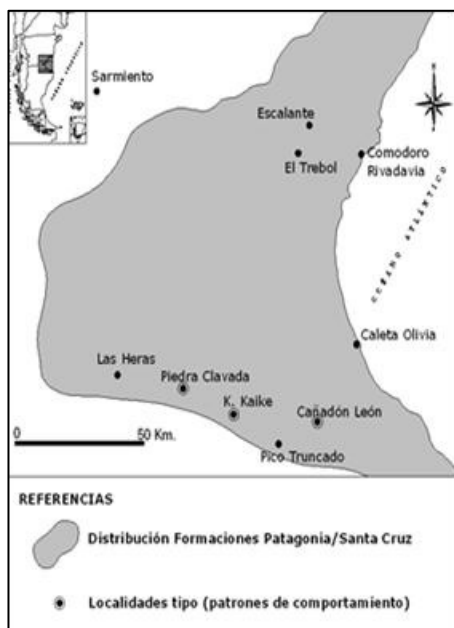 Sarmiento
Escalante
El Trebol
Comodoro
Rivadavia
OCEANO ATLÁNTICO
Caleta Olivia
Las Heras
Piedra Clavada
K. Kaike
Cañadón León
Pico Truncado
0 50 Km.
REFERENCIAS
Distribución Formaciones Patagonia/Santa Cruz
Localidades tipo (patrones de comportamiento)